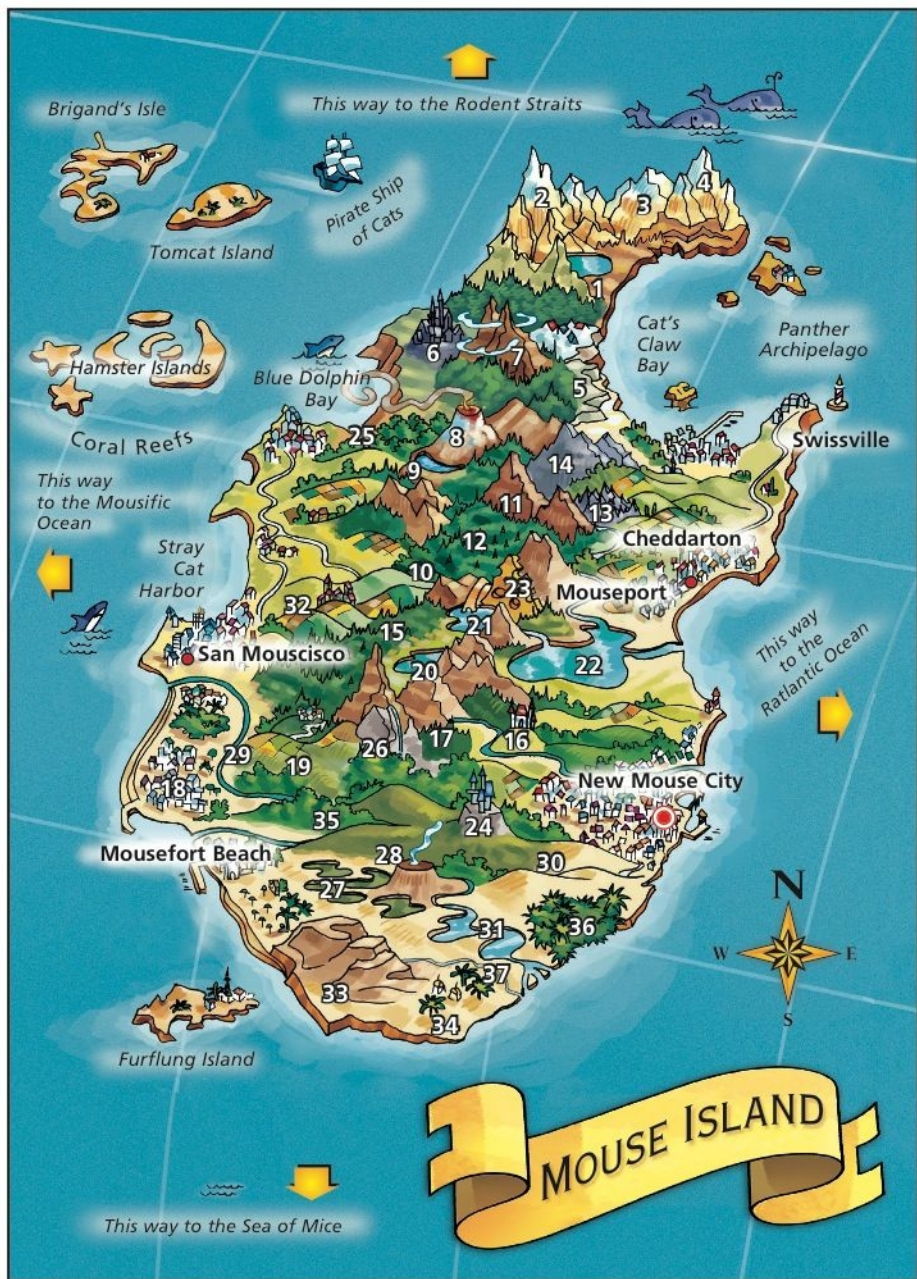 This way to the Rodent Straits
Brigand's Isle
Pirate Ship
of Cats
Tomcat Island
2
3
4
1
Cat's
Claw
Bay
Panther
Archipelago
Hamster Islands
Blue Dolphin
Bay
6
7
5
Coral Reefs
25
8
9
14
Swissville
This way
to the Mousific
Ocean
11
13
12
Cheddarton
Stray
Cat
Harbor
10
23
Mouseport
32
15
21
San Mouscisco
20
22
This way
to the
Ratlantic Ocean
29
19
26
17
16
18
New Mouse City
35
24
Mousefort Beach
28
30
27
31
36
33
37
34
N
W
E
S
Furflung Island
MOUSE ISLAND
This way to the Sea of Mice